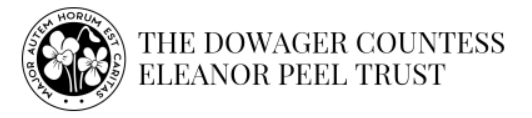 MAJOR AUTEM HORUM EST CARITAS
THE DOWAGER COUNTESS
ELEANOR PEEL TRUST